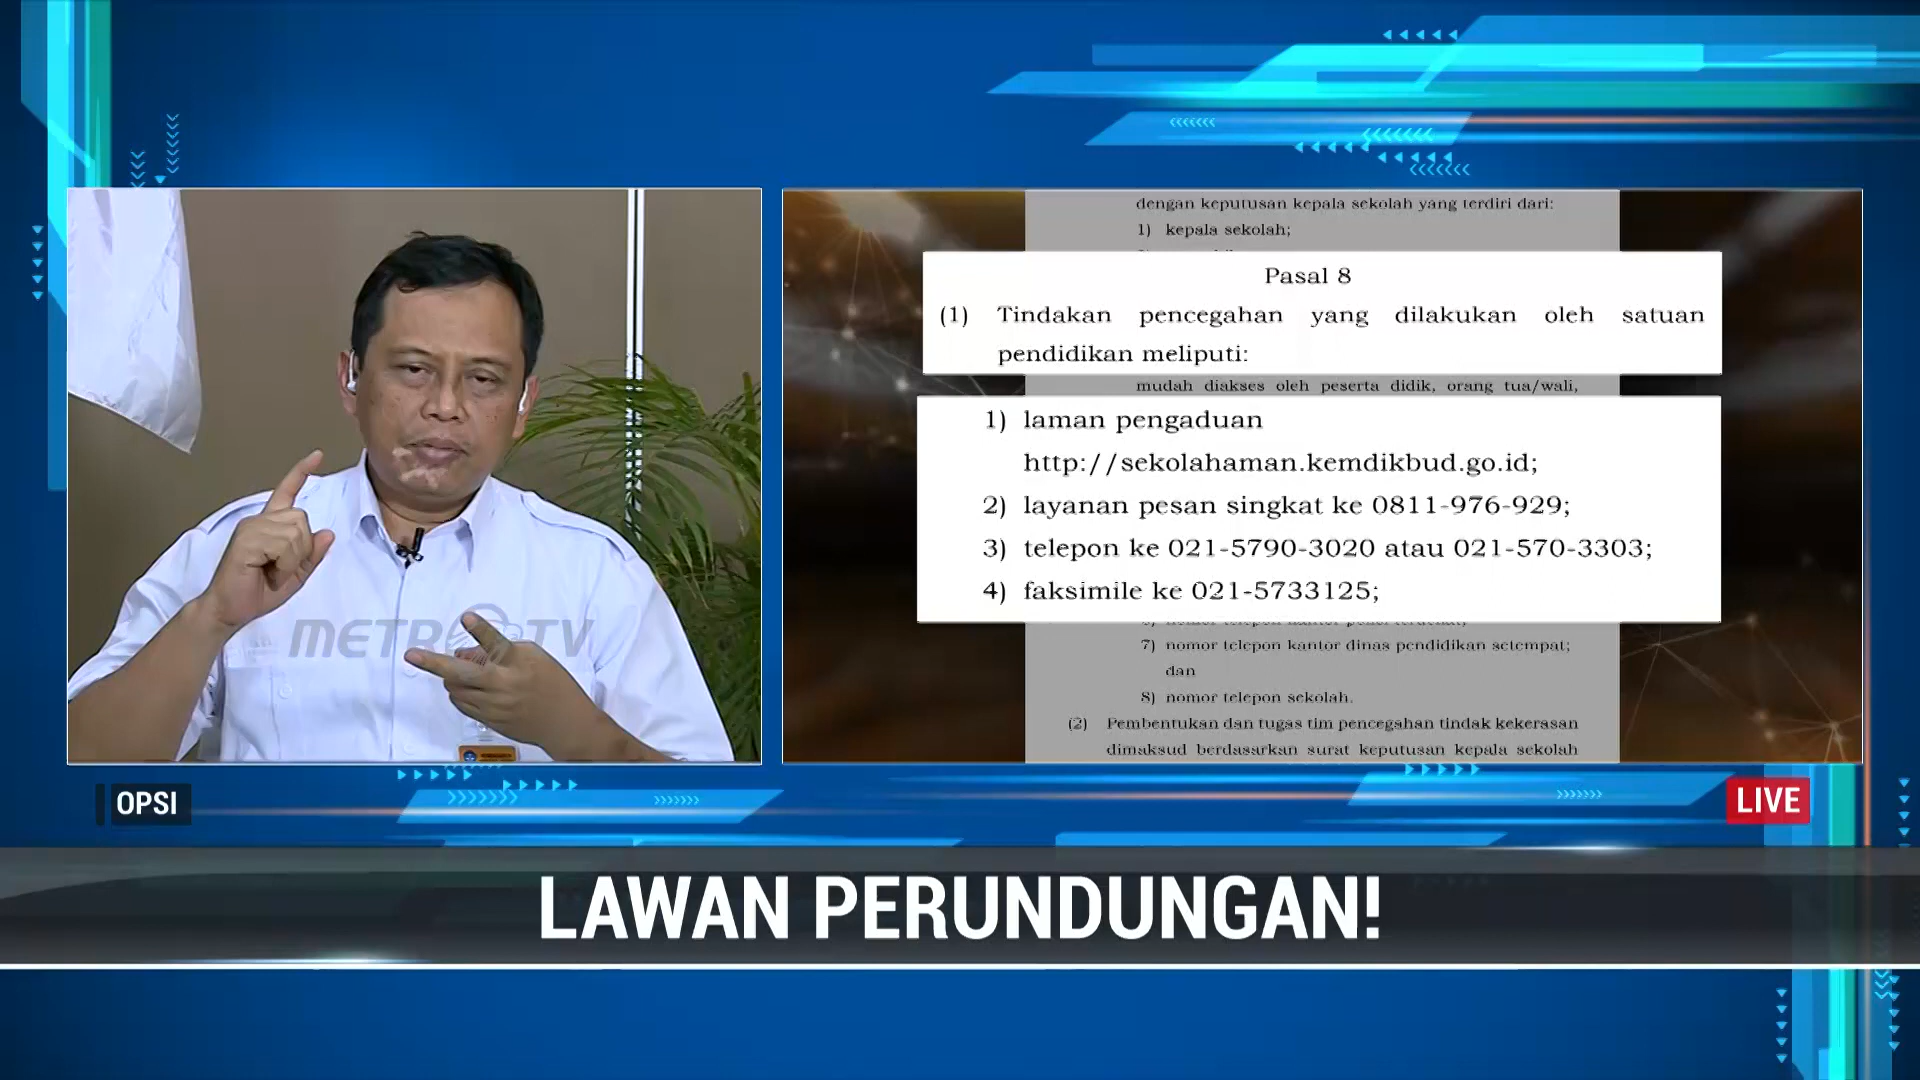 METRO TV
dengan keputusan kepala sekolah yang terdiri dari:
1) kepala sekolah;
Pasal 8
(1) Tindakan pencegahan yang dilakukan oleh satuan
pendidikan meliputi:
mudah diakses oleh peserta didik, orang tua/wali,
1) laman pengaduan
http://sekolahaman.kemdikbud.go.id;
2) layanan pesan singkat ke 0811-976-929;
3) telepon ke 021-5790-3020 atau 021-570-3303;
4) faksimile ke 021-5733125;
7) nomor telepon kantor dinas pendidikan setempat;
dan
8) nomor telepon sekolah.
(2) Pembentukan dan tugas tim pencegahan tindak kekerasan
dimaksud berdasarkan surat keputusan kepala sekolah
OPSI
LIVE
LAWAN PERUNDUNGAN!